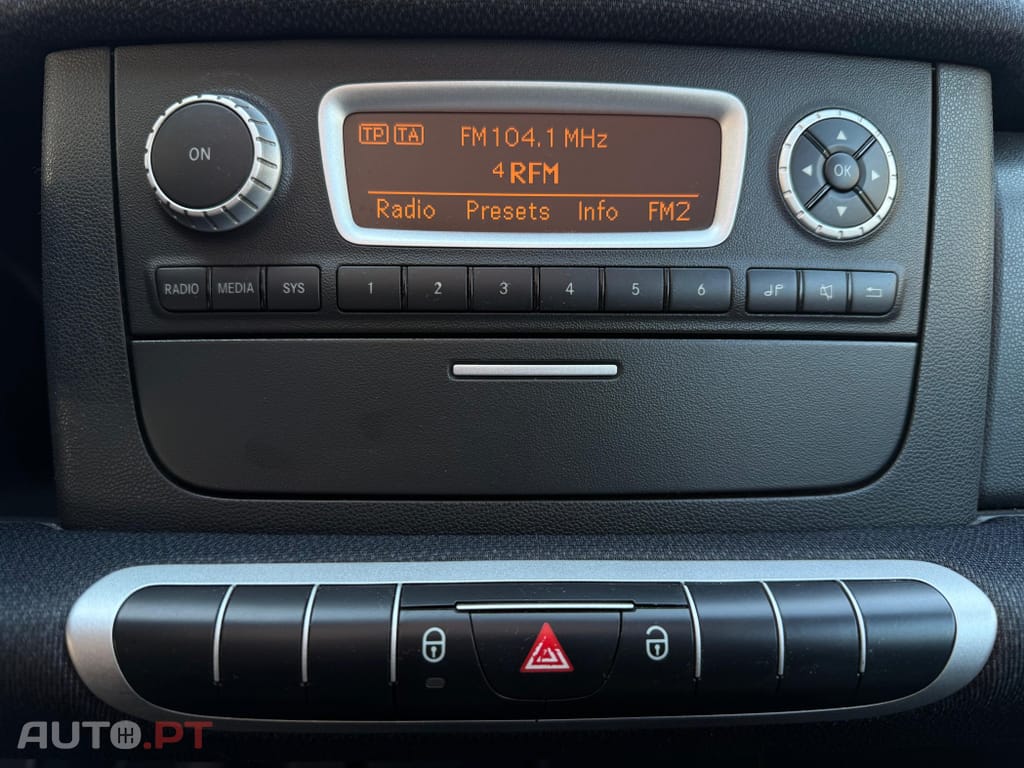 ON
TP TA FM104.1 MHz
4 RFM
Radio Presets Info FM2
OK
RADIO MEDIA SYS 1 2 3 4 5 6
AUTO.PT